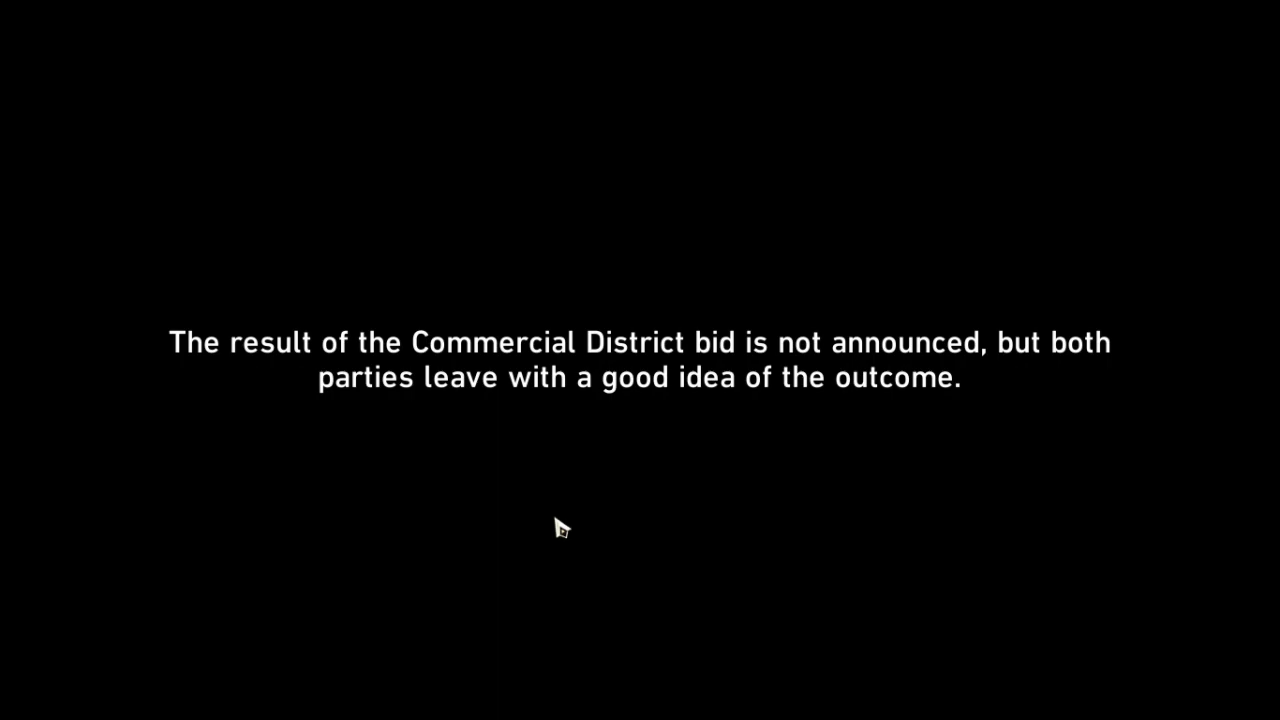 The result of the Commercial District bid is not announced, but both
parties leave with a good idea of the outcome.